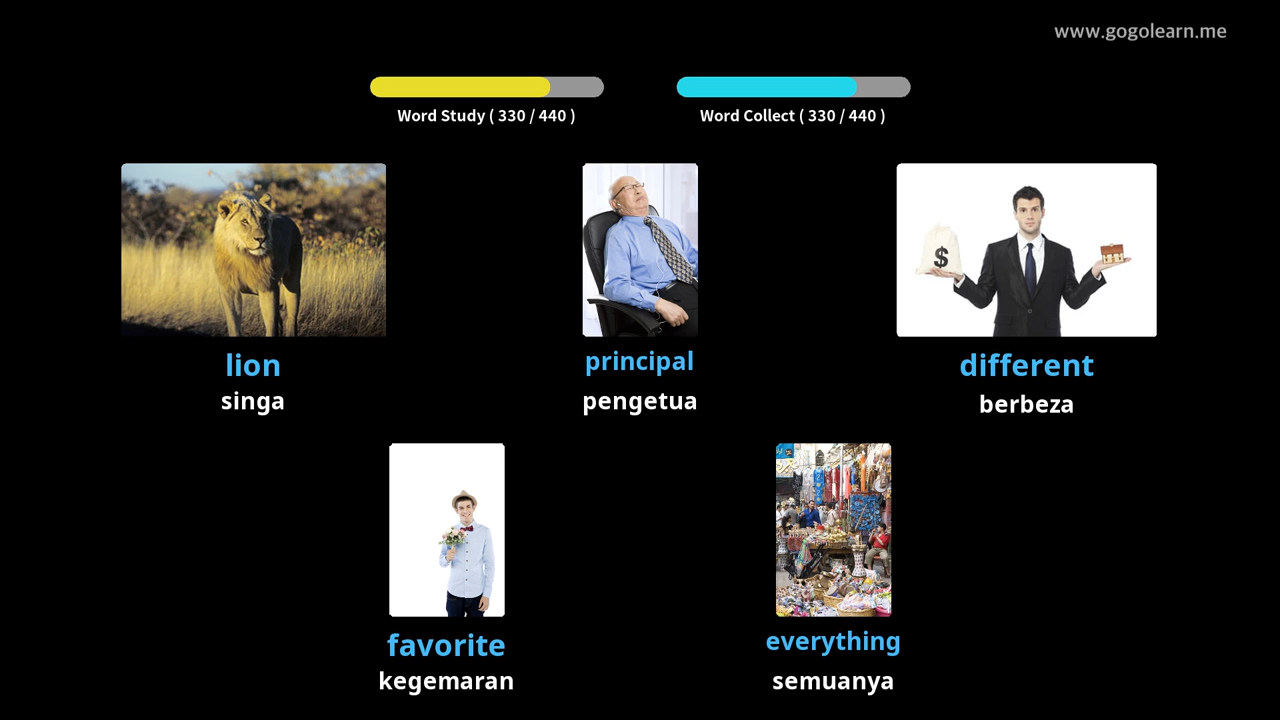 www.gogolearn.me
Word Study ( 330 / 440 )
Word Collect ( 330 / 440 )
$
lion
singa
principal
pengetua
different
berbeza
favorite
kegemaran
everything
semuanya